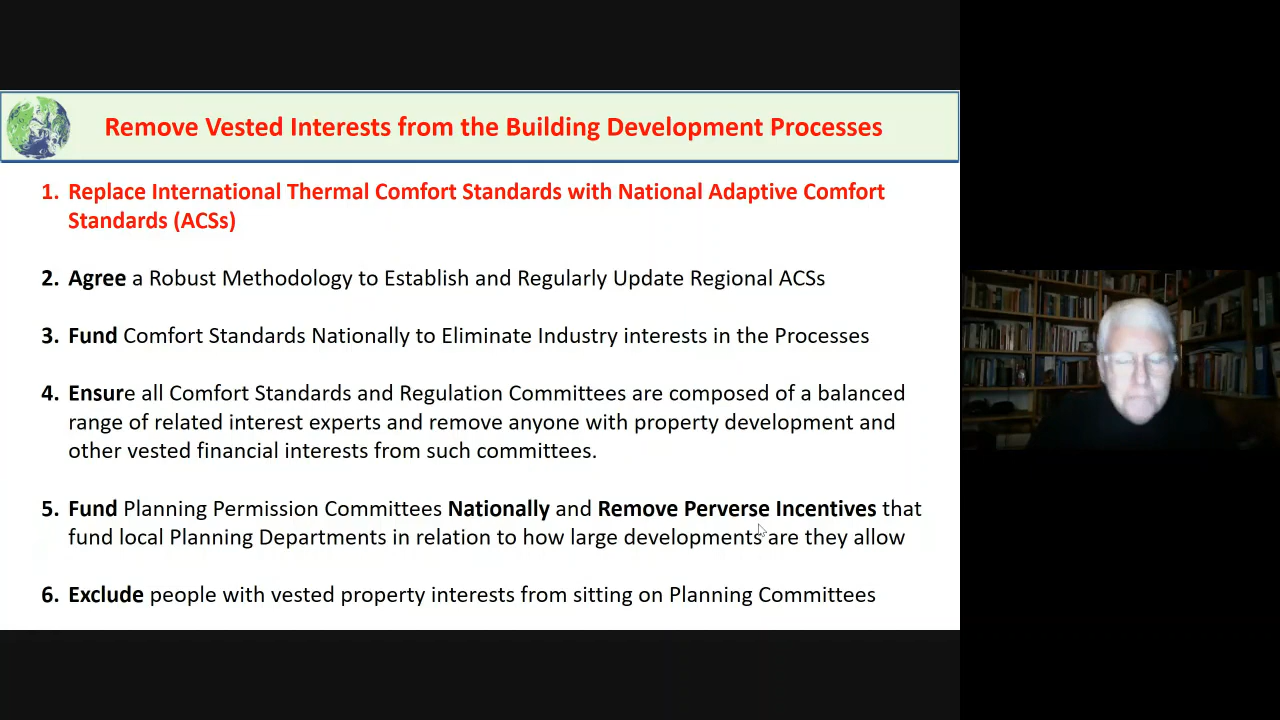 Remove Vested Interests from the Building Development Processes
1. Replace International Thermal Comfort Standards with National Adaptive Comfort
Standards (ACSs)
2. Agree a Robust Methodology to Establish and Regularly Update Regional ACSs
3. Fund Comfort Standards Nationally to Eliminate Industry interests in the Processes
4. Ensure all Comfort Standards and Regulation Committees are composed of a balanced
range of related interest experts and remove anyone with property development and
other vested financial interests from such committees.
5. Fund Planning Permission Committees Nationally and Remove Perverse Incentives that
fund local Planning Departments in relation to how large developments are they allow
6. Exclude people with vested property interests from sitting on Planning Committees